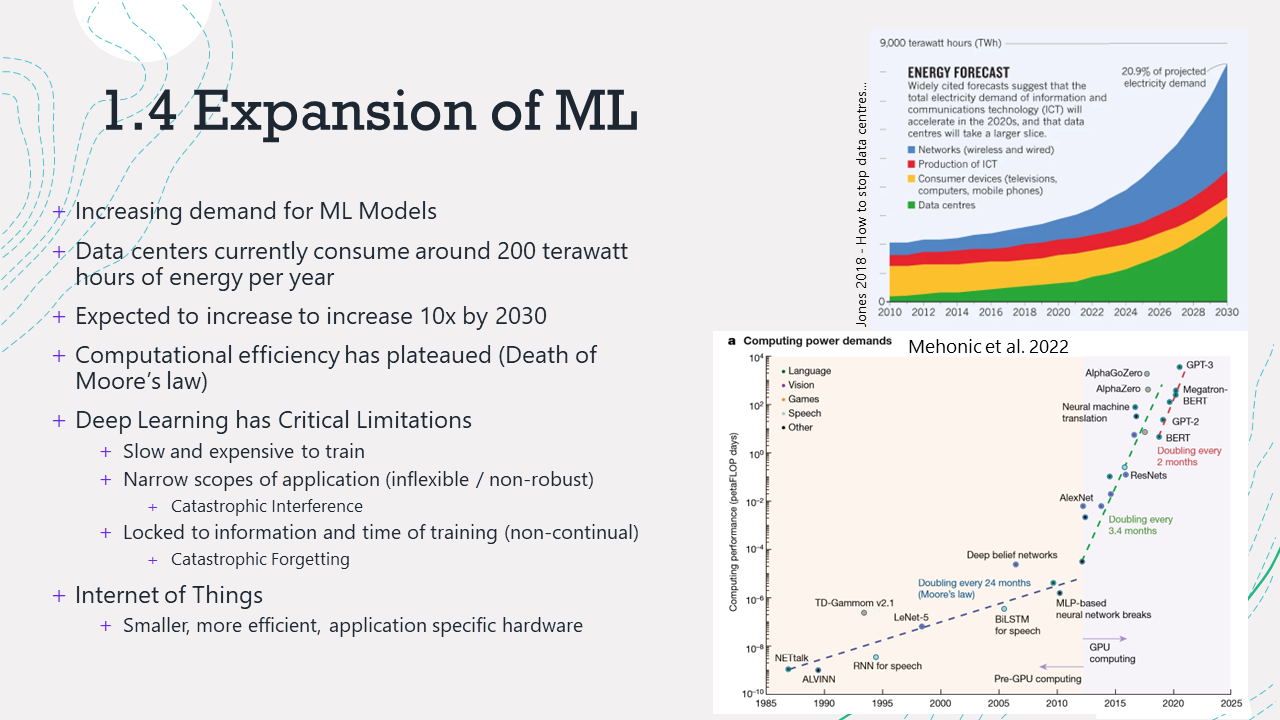 1.4 Expansion of ML
+ Increasing demand for ML Models
+ Data centers currently consume around 200 terawatt
hours of energy per year
+ Expected to increase to increase 10x by 2030
+ Computational efficiency has plateaued (Death of
Moore's law)
+ Deep Learning has Critical Limitations
+ Slow and expensive to train
+ Narrow scopes of application (inflexible / non-robust)
+ Catastrophic Interference
+ Locked to information and time of training (non-continual)
+ Catastrophic Forgetting
+ Internet of Things
+ Smaller, more efficient, application specific hardware
Jones 2018 - How to stop data centres...
9,000 terawatt hours (TWh)
ENERGY FORECAST
Widely cited forecasts suggest that the
total electricity demand of information and
communications technology (ICT) will
accelerate in the 2020s, and that data
centres will take a larger slice.
Networks (wireless and wired)
Production of ICT
Consumer devices (televisions,
computers, mobile phones)
Data centres
20.9% of projected
electricity demand
0
2010 2012 2014 2016 2018 2020 2022 2024 2026 2028 2030
a Computing power demands
Mehonic et al. 2022
Computing performance (petaFLOP days)
10⁴
10²
10⁰
10⁻²
10⁻⁴
10⁻⁶
10⁻⁸
10⁻¹⁰
Language
Vision
Games
Speech
Other
AlphaGoZero
AlphaZero
Neural machine
translation
GPT-3
Megatron-
BERT
GPT-2
BERT
Doubling every
2 months
ResNets
AlexNet
Doubling every
3.4 months
Deep belief networks
Doubling every 24 months
(Moore's law)
TD-Gammom v2.1
LeNet-5
BiLSTM
for speech
MLP-based
neural network breaks
NETtalk
ALVINN
RNN for speech
GPU
computing
Pre-GPU computing
1985 1990 1995 2000 2005 2010 2015 2020 2025